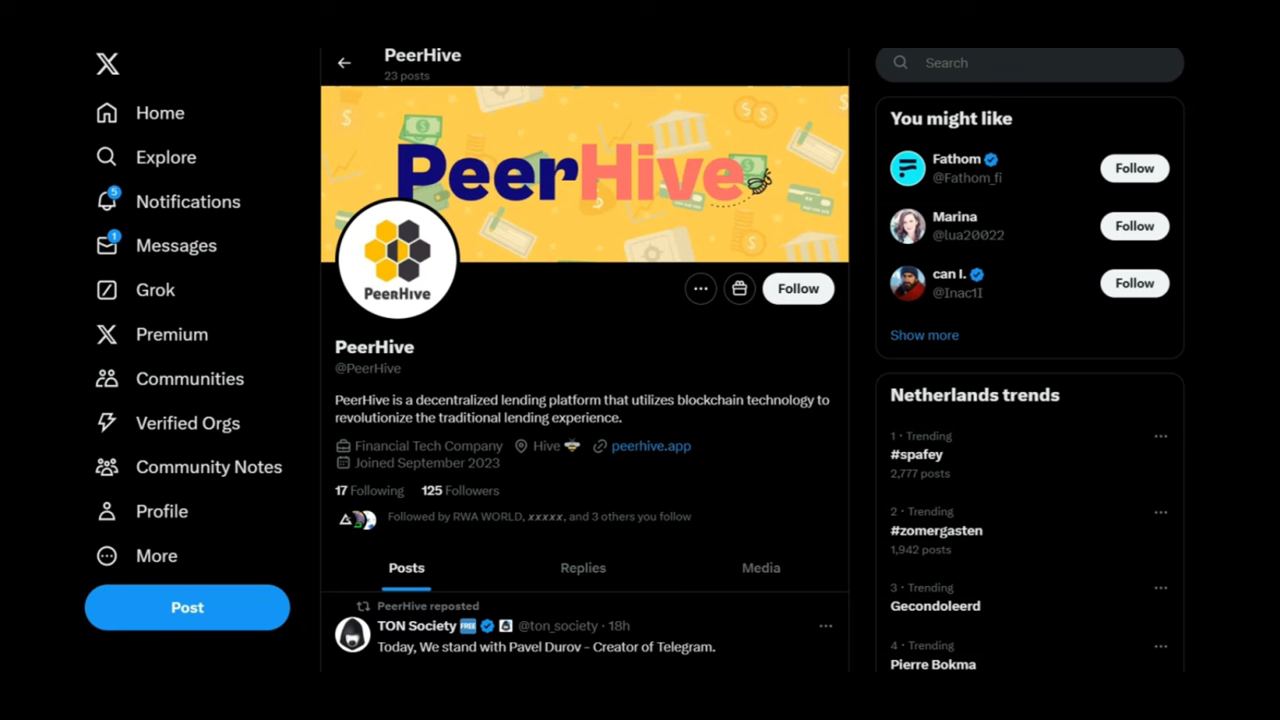 Home
Explore
5
Notifications
1
Messages
Grok
Premium
Communities
Verified Orgs
Community Notes
Profile
More
Post
PeerHive
23 posts
PeerHive
PEERHIVE
Follow
PeerHive
@PeerHive
PeerHive is a decentralized lending platform that utilizes blockchain technology to
revolutionize the traditional lending experience.
Financial Tech Company Hive peerhive.app
Joined September 2023
17 Following 125 Followers
Followed by RWA WORLD, xxxxx, and 3 others you follow
Posts Replies Media
PeerHive reposted
TON Society FREE @ton_society · 18h
Today, We stand with Pavel Durov - Creator of Telegram.
Search
You might like
Fathom
@Fathom_fi
Follow
Marina
@lua20022
Follow
can I.
@Inac1I
Follow
Show more
Netherlands trends
1 · Trending
#spafey
2,777 posts
2 · Trending
#zomergasten
1,942 posts
3 · Trending
Gecondoleerd
4 · Trending
Pierre Bokma